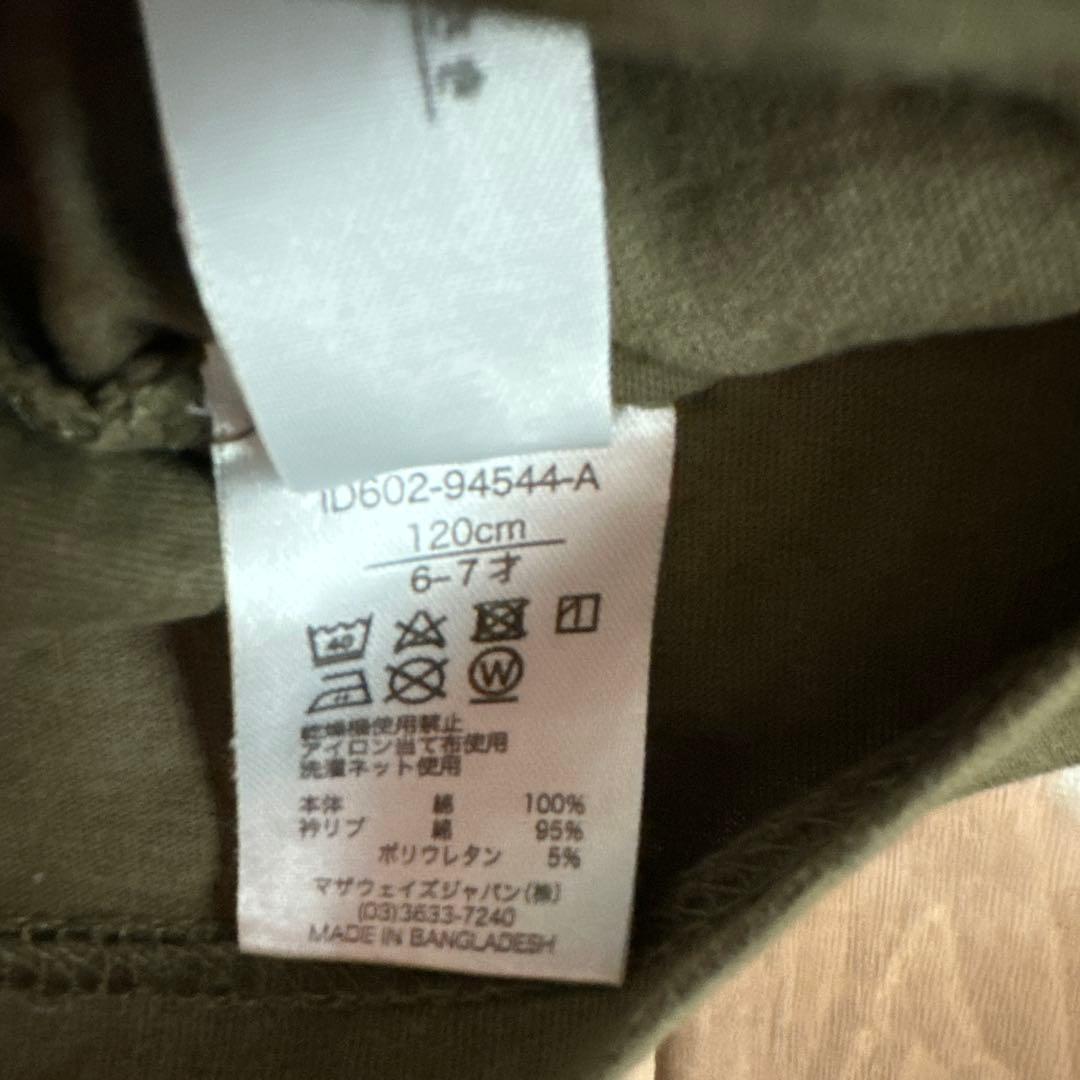 ID602-94544-A
120cm
6-7才
40
W
乾燥機使用禁止
アイロン当て布使用
洗濯ネット使用
本体 綿 100%
衿リブ 綿 95%
ポリウレタン 5%
マザウェイズジャパン(株)
(03)3633-7240
MADE IN BANGLADESH